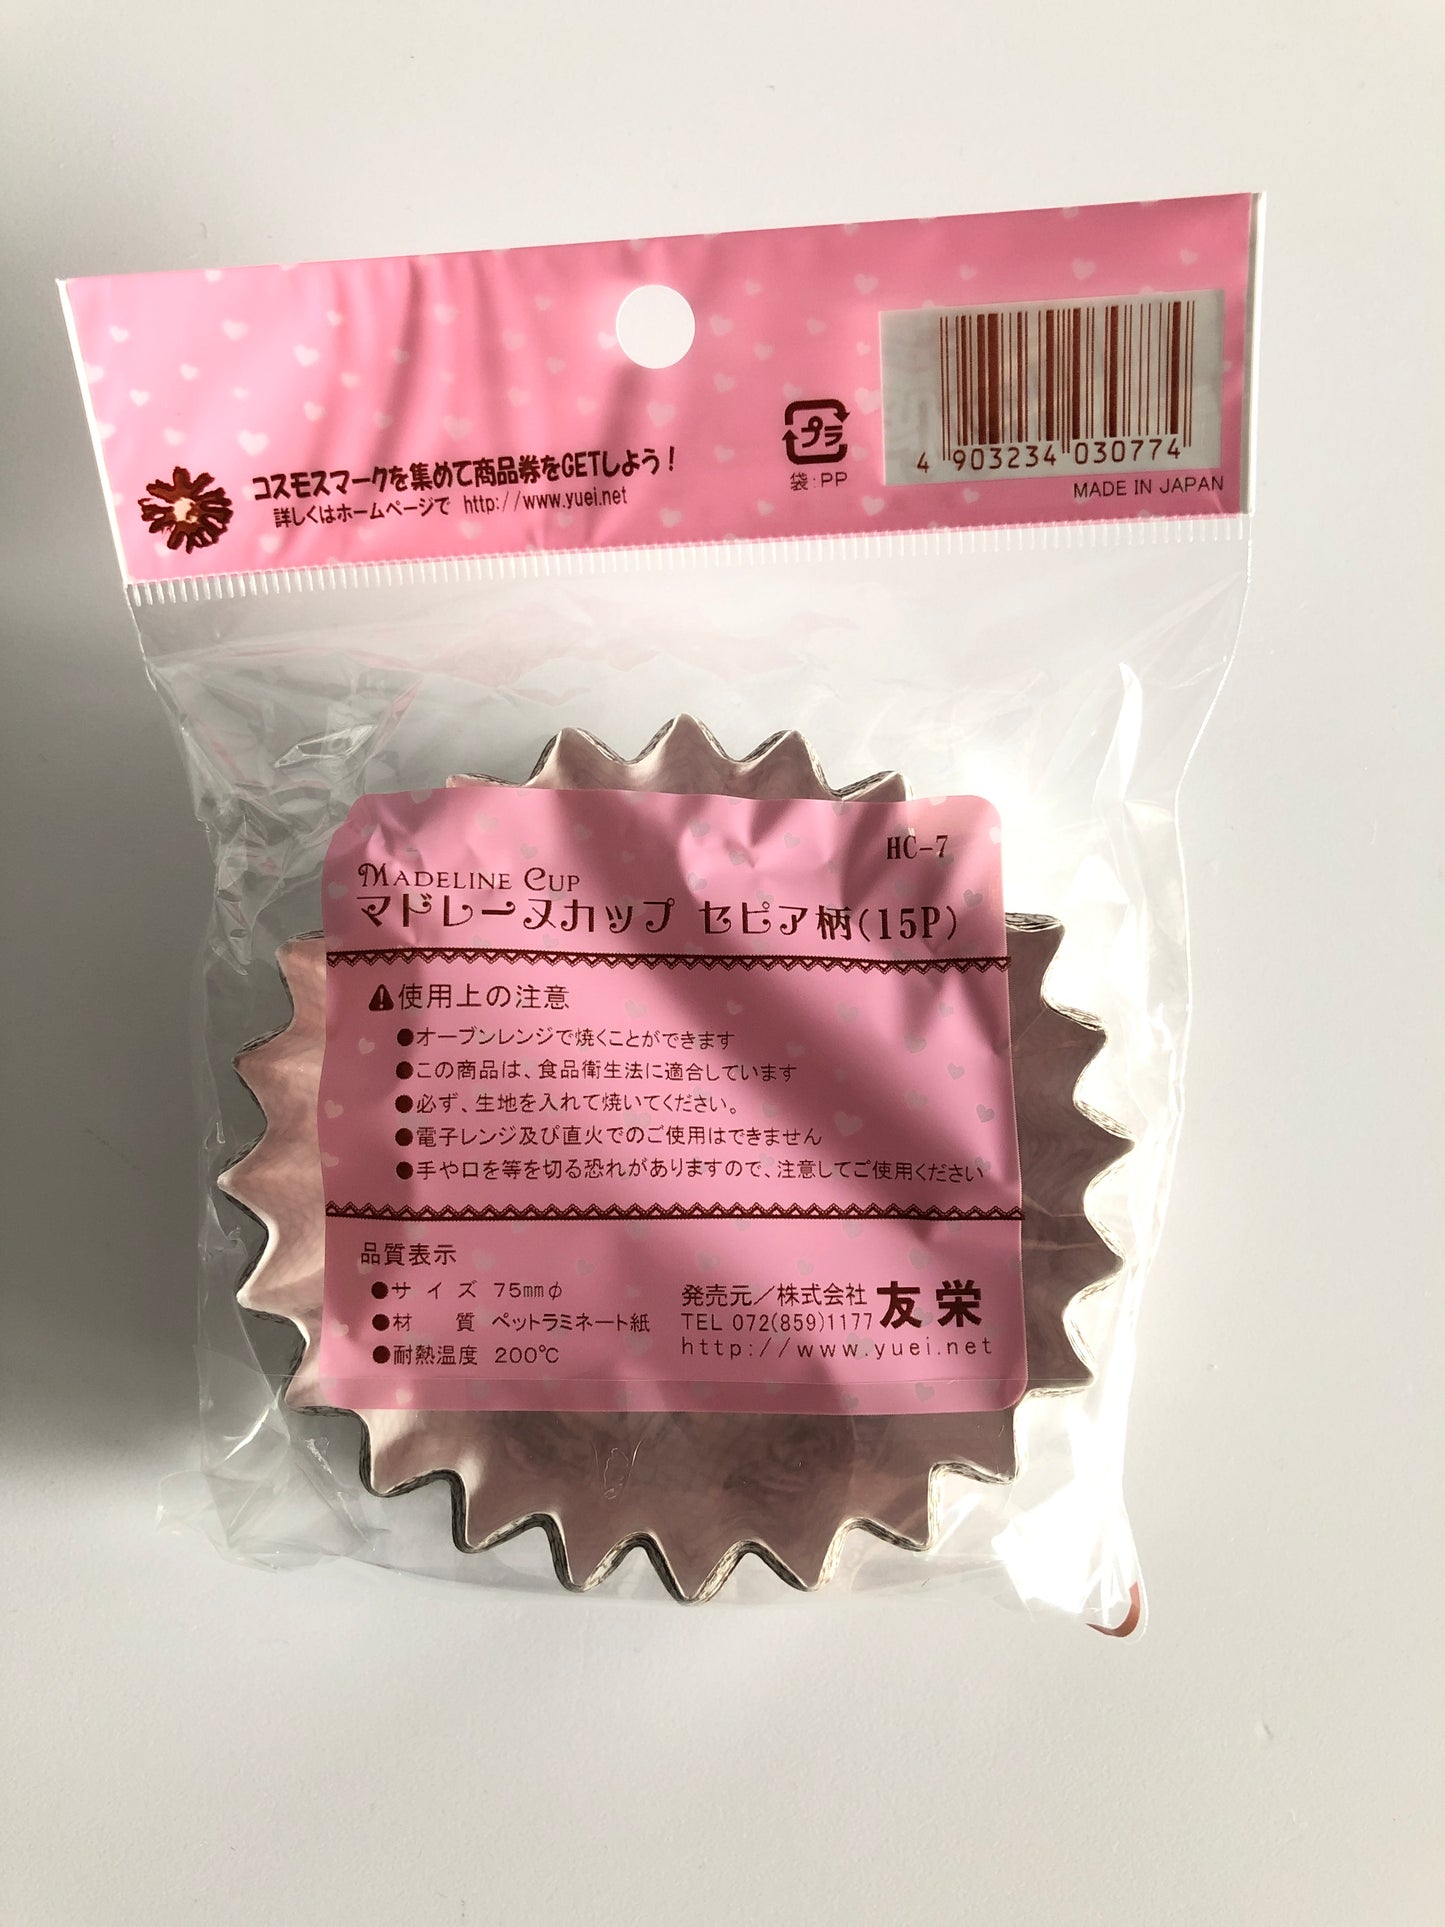 コスモスマークを集めて商品券をGETしよう!
詳しくはホームページで http://www.yuei.net
プラ
袋:PP
4 903234 030774
MADE IN JAPAN
HC-7
MADELINE CUP
マドレーヌカップ セピア柄(15P)
使用上の注意
●オーブンレンジで焼くことができます
●この商品は、食品衛生法に適合しています
●必ず、生地を入れて焼いてください。
●電子レンジ及び直火でのご使用はできません
●手や口を等を切る恐れがありますので、注意してご使用ください
品質表示
●サイズ 75mmφ
●材 質 ペットラミネート紙
●耐熱温度 200℃
発売元/株式会社 友栄
TEL 072(859)1177
http://www.yuei.net